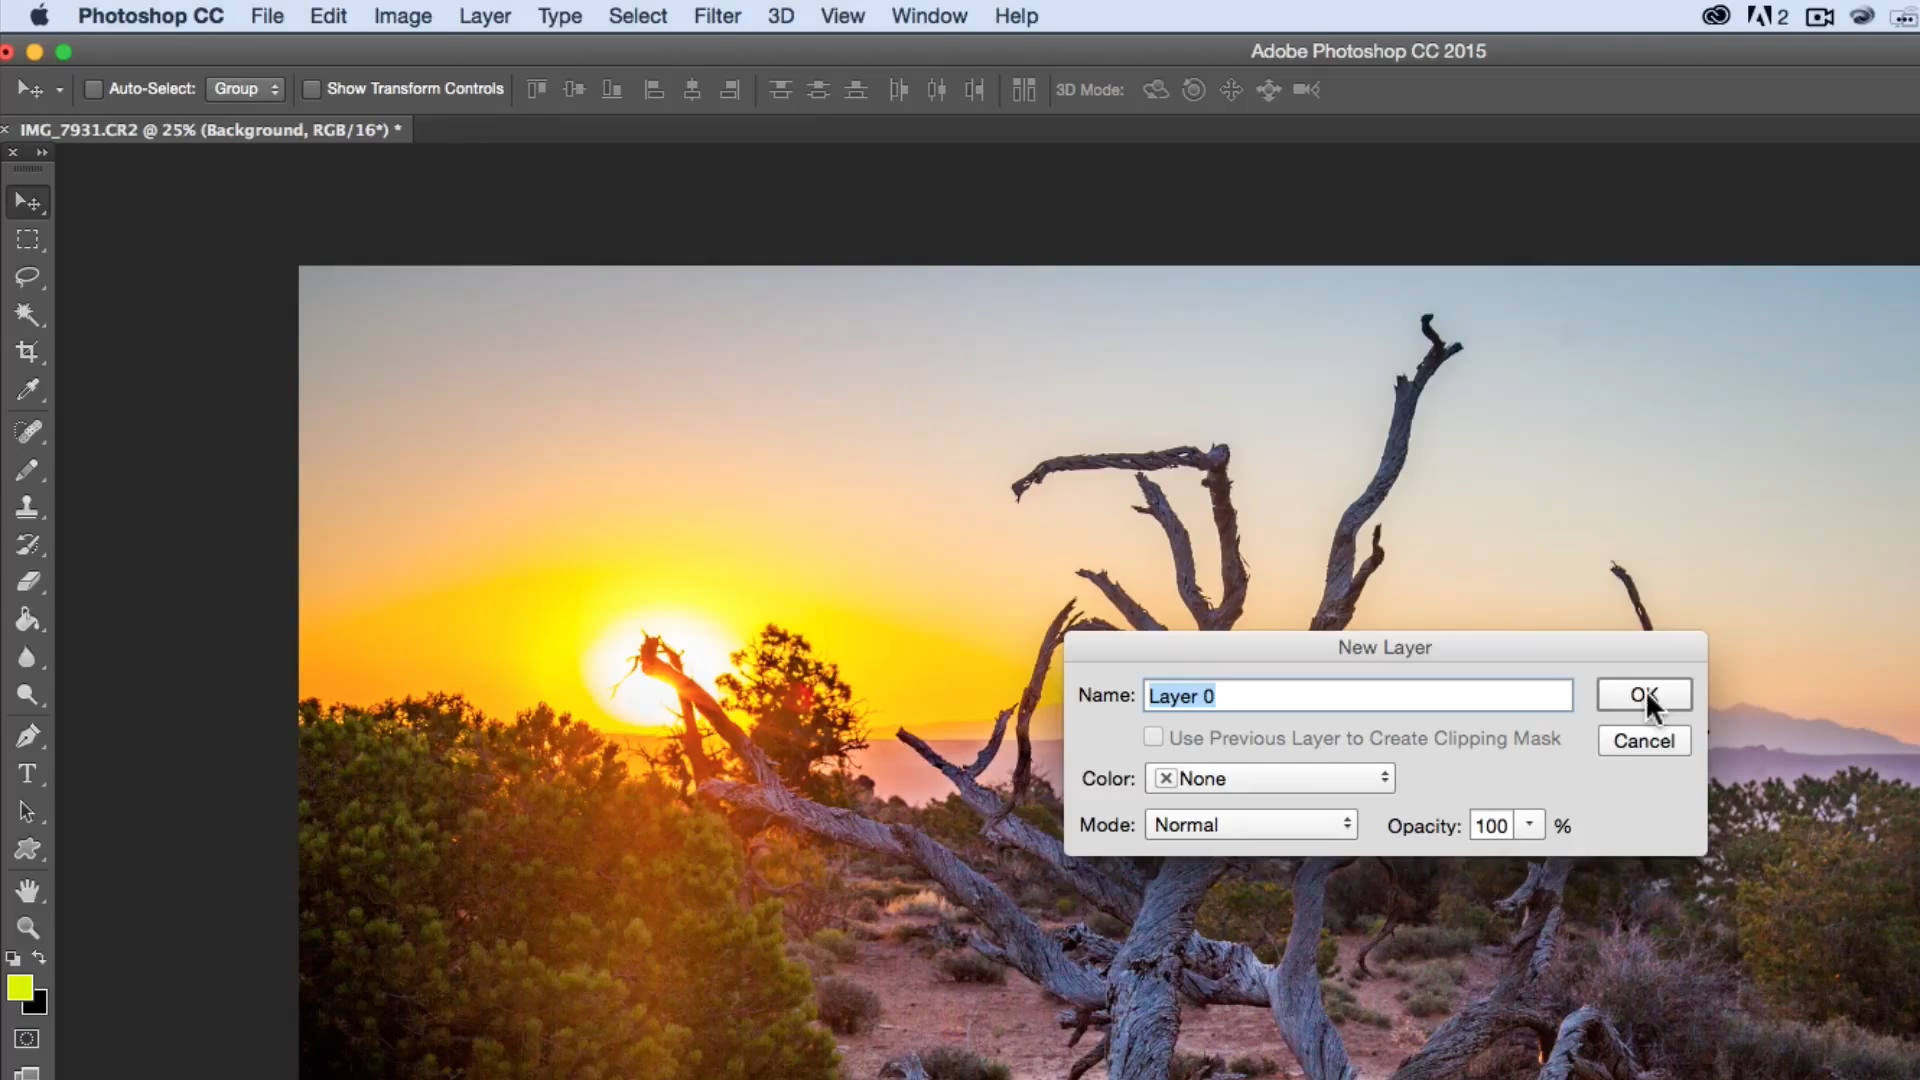 Photoshop CC File Edit Image Layer Type Select Filter 3D View Window Help 2
Adobe Photoshop CC 2015
Auto-Select: Group Show Transform Controls 3D Mode:
IMG_7931.CR2 @ 25% (Background, RGB/16*) *
New Layer
Name: Layer 0 OK
Use Previous Layer to Create Clipping Mask
Cancel
Color: None
Mode: Normal Opacity: 100 %